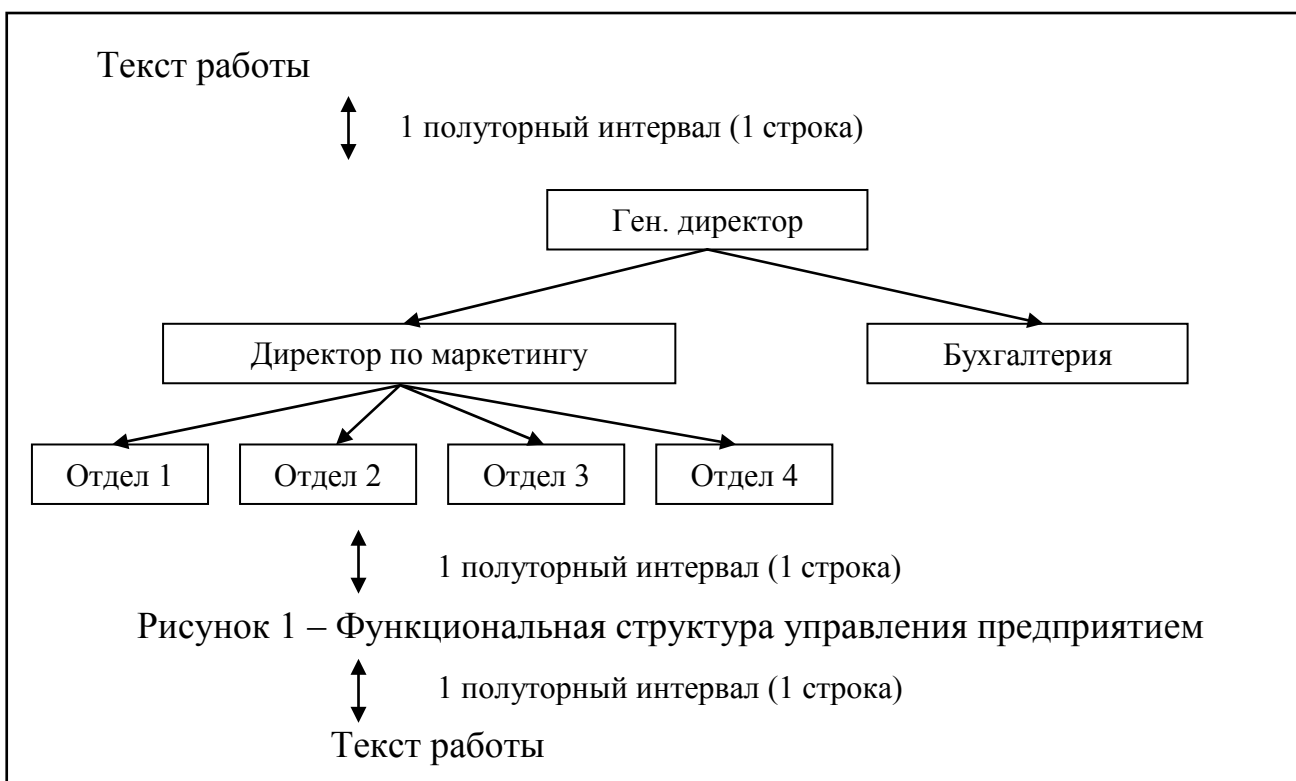 Текст работы
1 полуторный интервал (1 строка)
Ген. директор
Директор по маркетингу
Бухгалтерия
Отдел 1
Отдел 2
Отдел 3
Отдел 4
1 полуторный интервал (1 строка)
Рисунок 1 – Функциональная структура управления предприятием
1 полуторный интервал (1 строка)
Текст работы